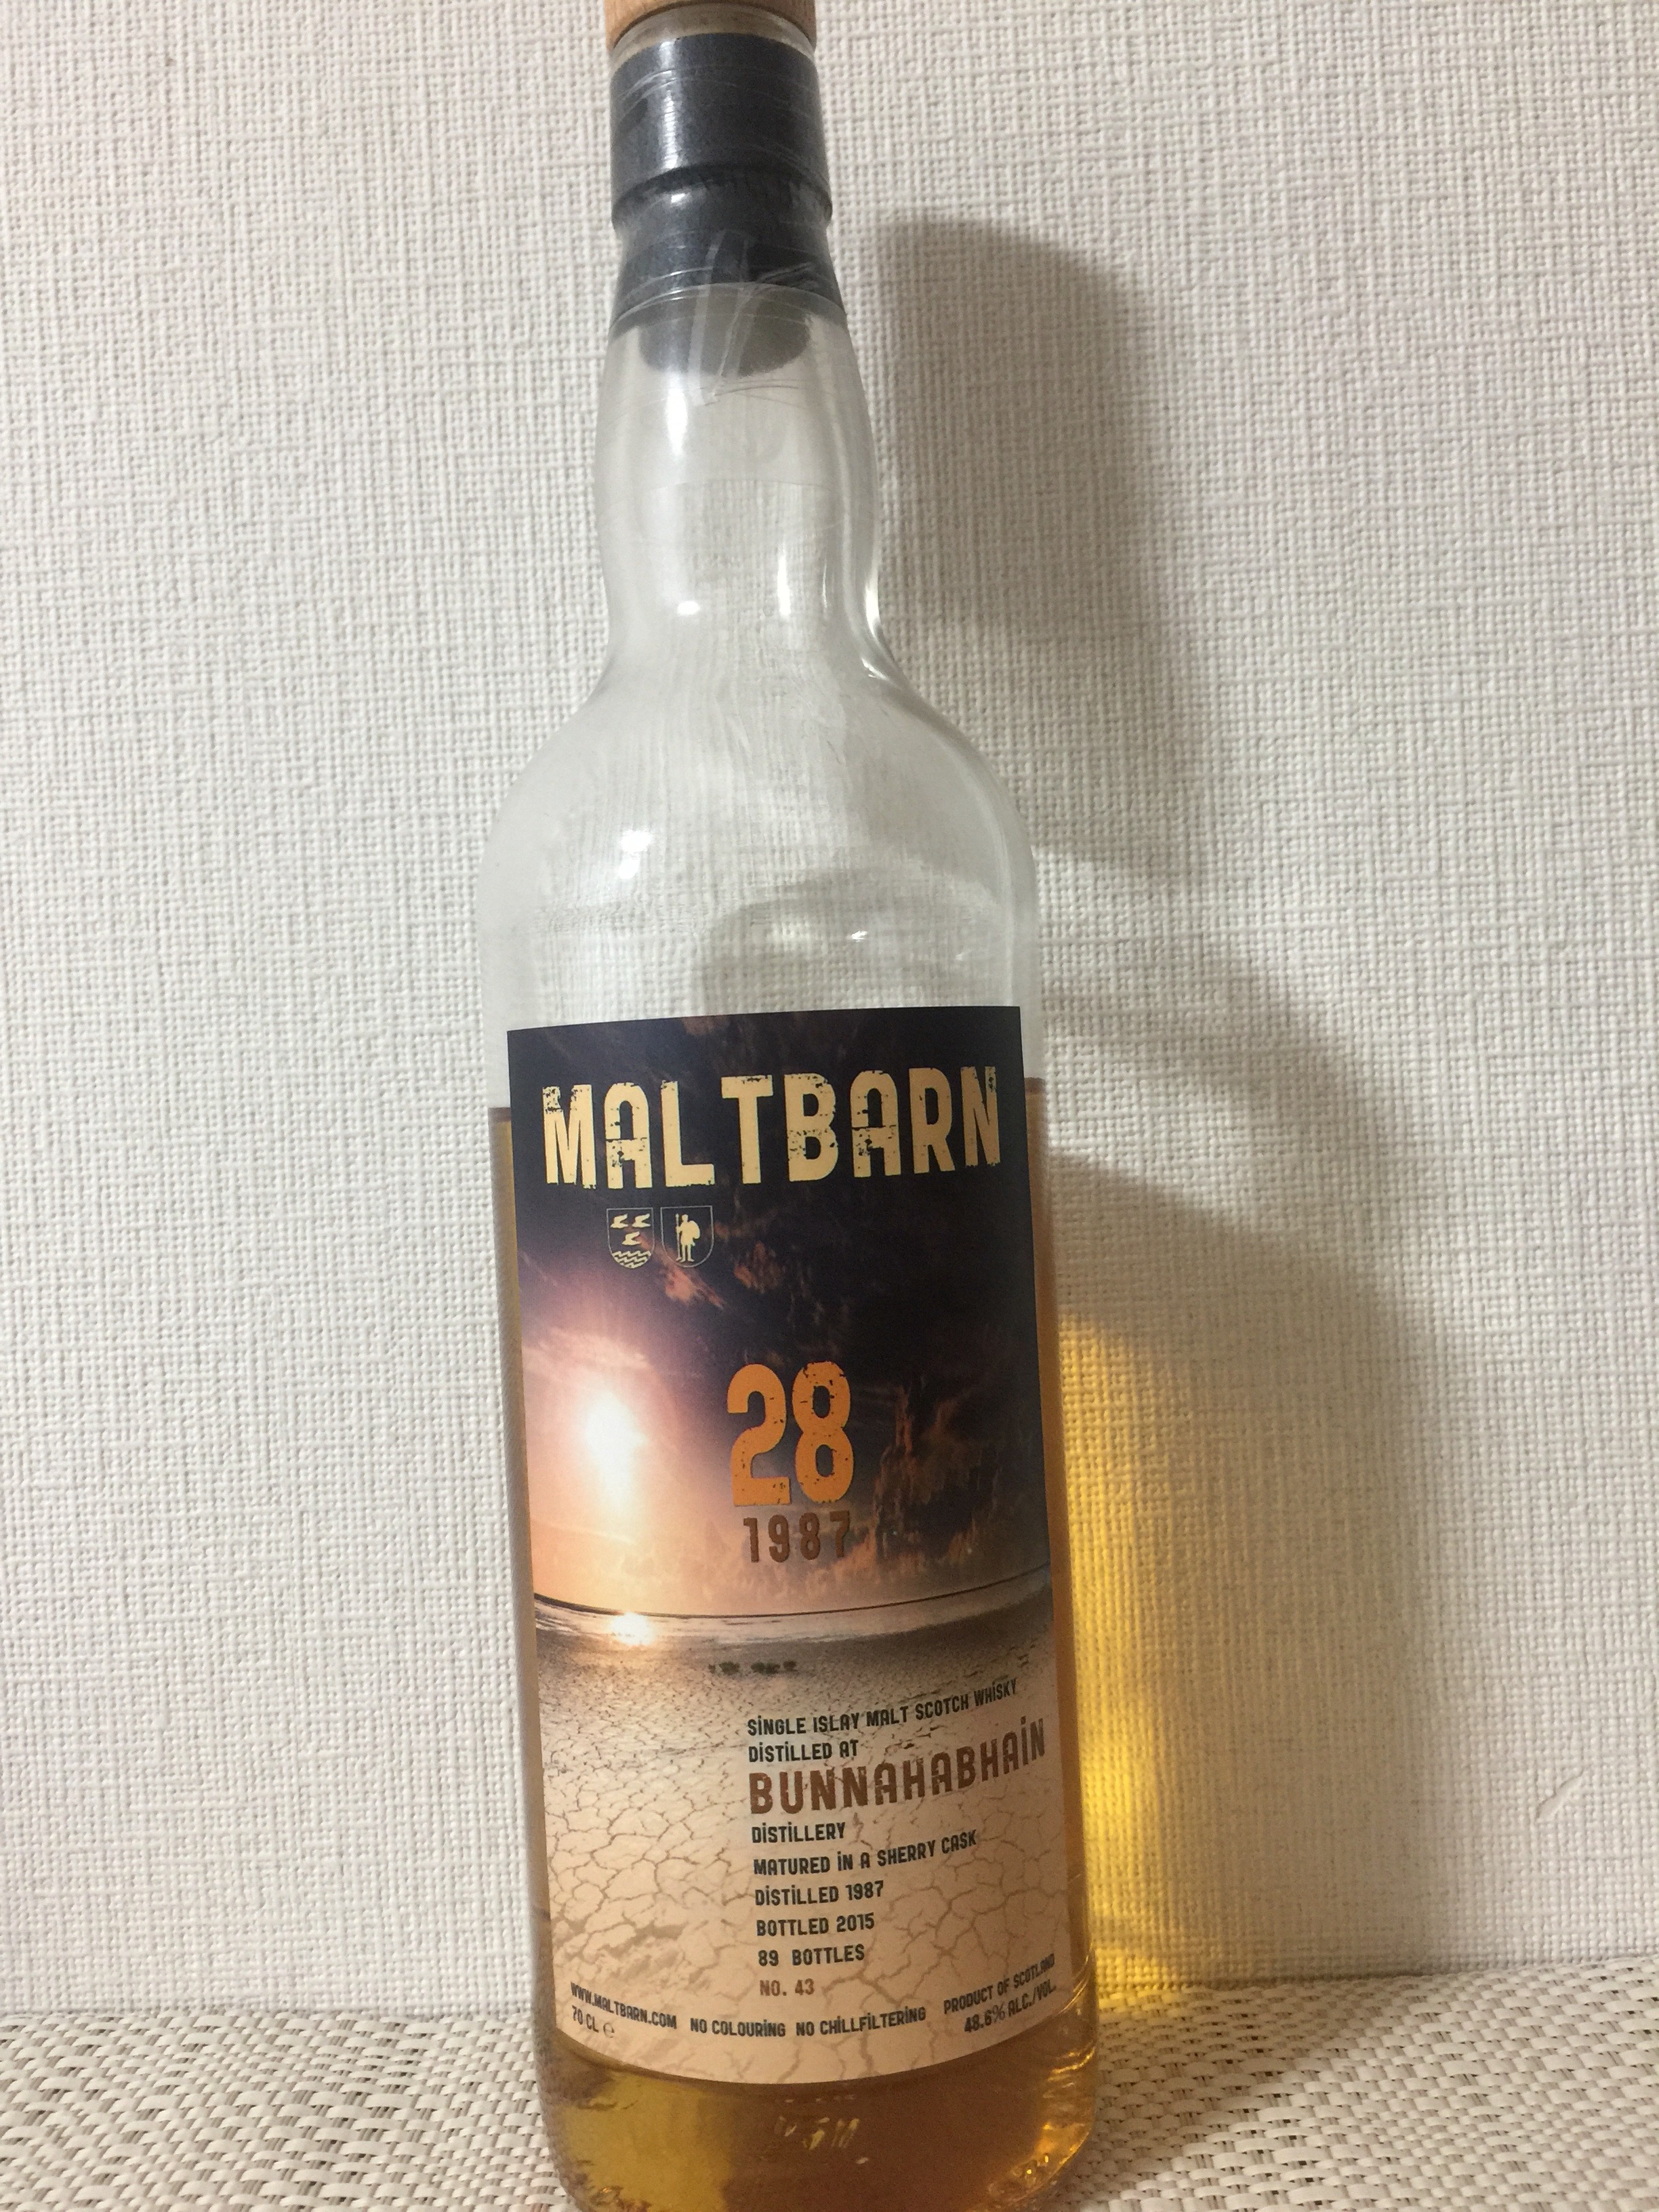 MALTBARN
28
1987
SINGLE ISLAY MALT SCOTCH WHISKY
DISTILLED AT
BUNNAHABHAIN
DISTILLERY
MATURED IN A SHERRY CASK
DISTILLED 1987
BOTTLED 2015
89 BOTTLES
NO. 43
WWW.MALTBARN.COM NO COLOURING NO CHILLFILTERING PRODUCT OF SCOTLAND
70 CL e 48.6% ALC./VOL.